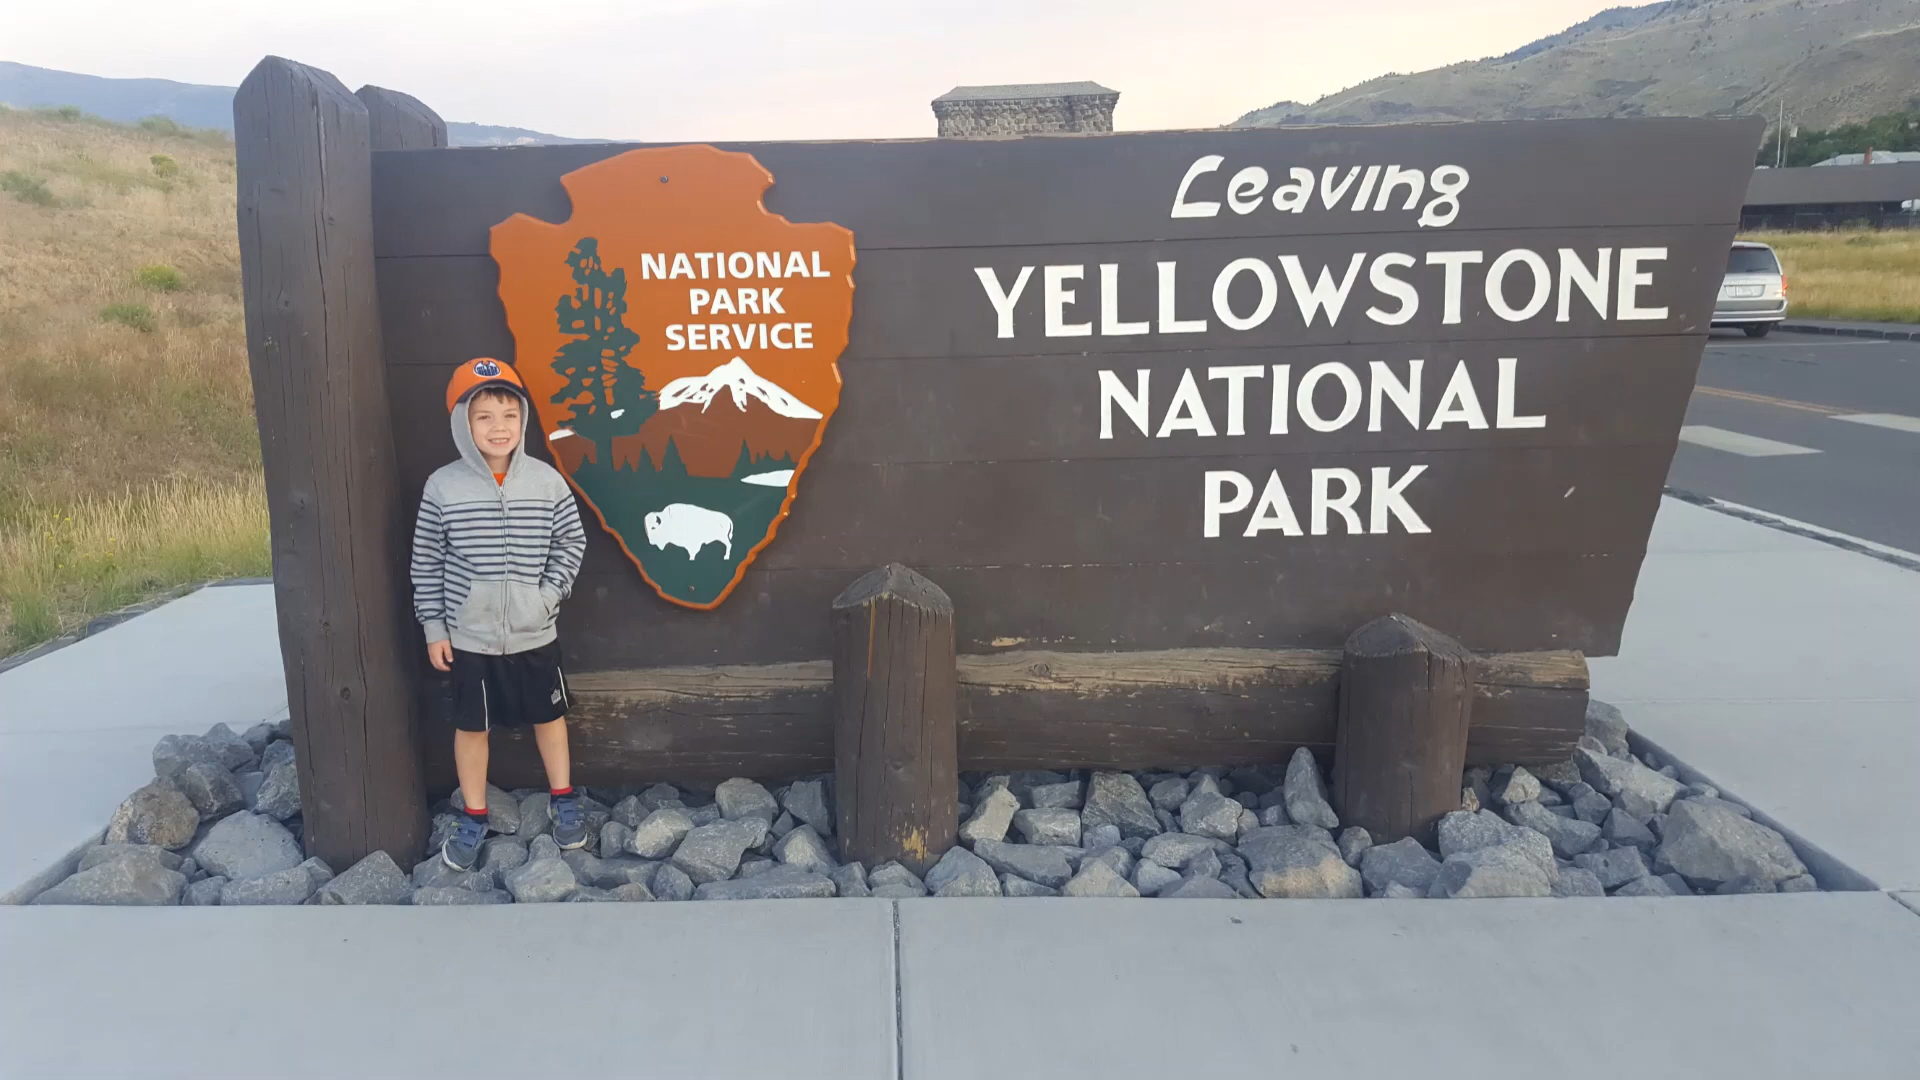 Leaving
YELLOWSTONE
NATIONAL
PARK
NATIONAL
PARK
SERVICE